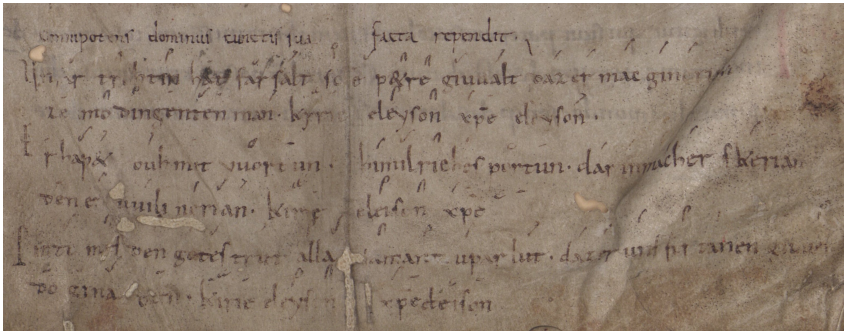 omnipotens dominus cunctis sua facta rependit.
Unsar trohtin hat farsalt sce petre giuualt daz er mac ginerian
ze imo dingenten man. kyrie eleyson xpe eleyson.
Er hapet ouh mit vuortun. himilriches portun. dar in mach er skerian
den er uuili nerian. kirie eleison xpe
den gotes trut alla samant uparlut. daz er uns firtanen giuuer
do ginaden. kirie eleyson xpe eleison